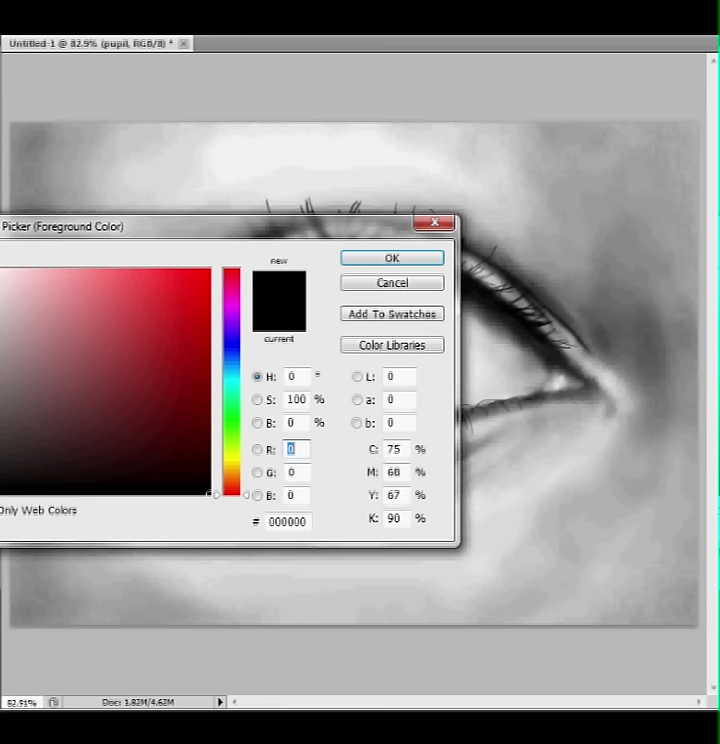 Untitled-1 @ 82.9% (pupil, RGB/8) *
Picker (Foreground Color)
new
current
OK
Cancel
Add To Swatches
Color Libraries
H: 0 °
L: 0
S: 100 %
a: 0
B: 0 %
b: 0
R: 0
C: 75 %
G: 0
M: 68 %
B: 0
Y: 67 %
# 000000
K: 90 %
Only Web Colors
82.91%
Doc: 1.82M/4.62M